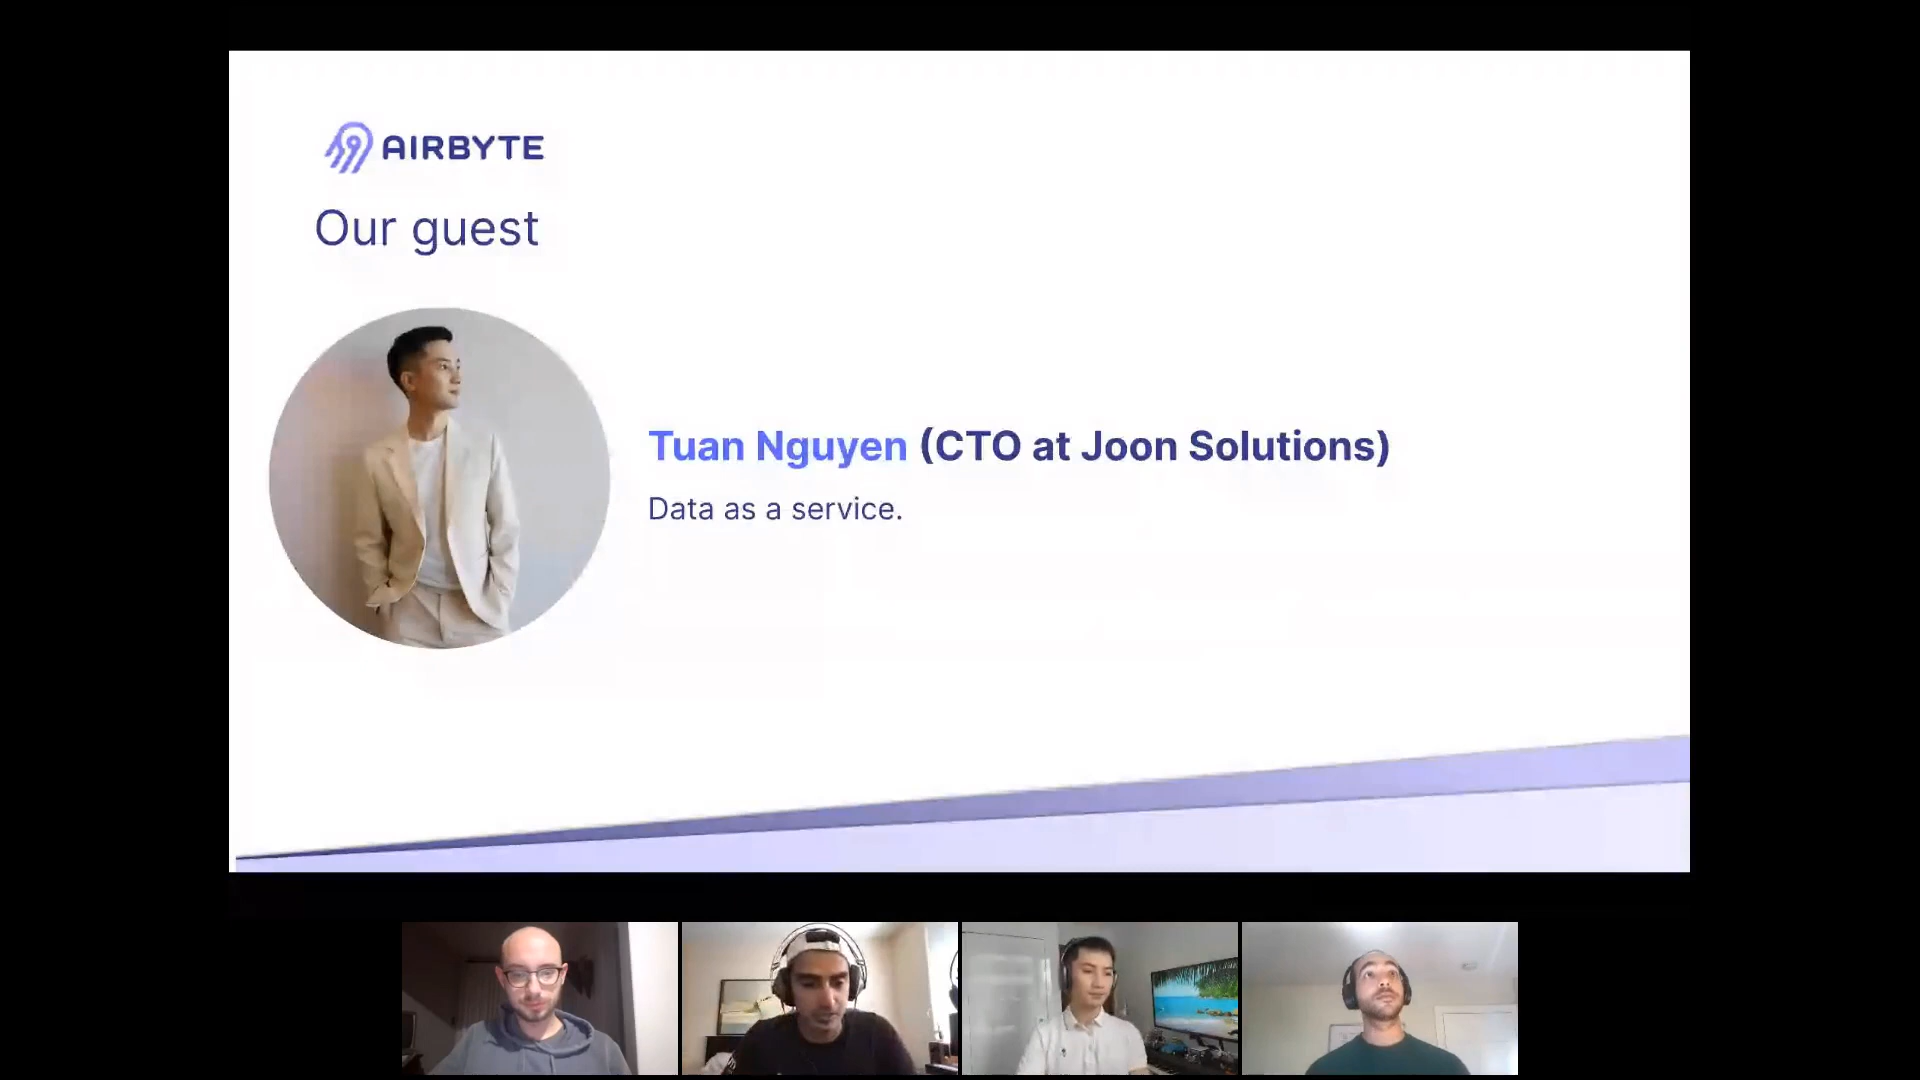 AIRBYTE
Our guest
Tuan Nguyen (CTO at Joon Solutions)
Data as a service.